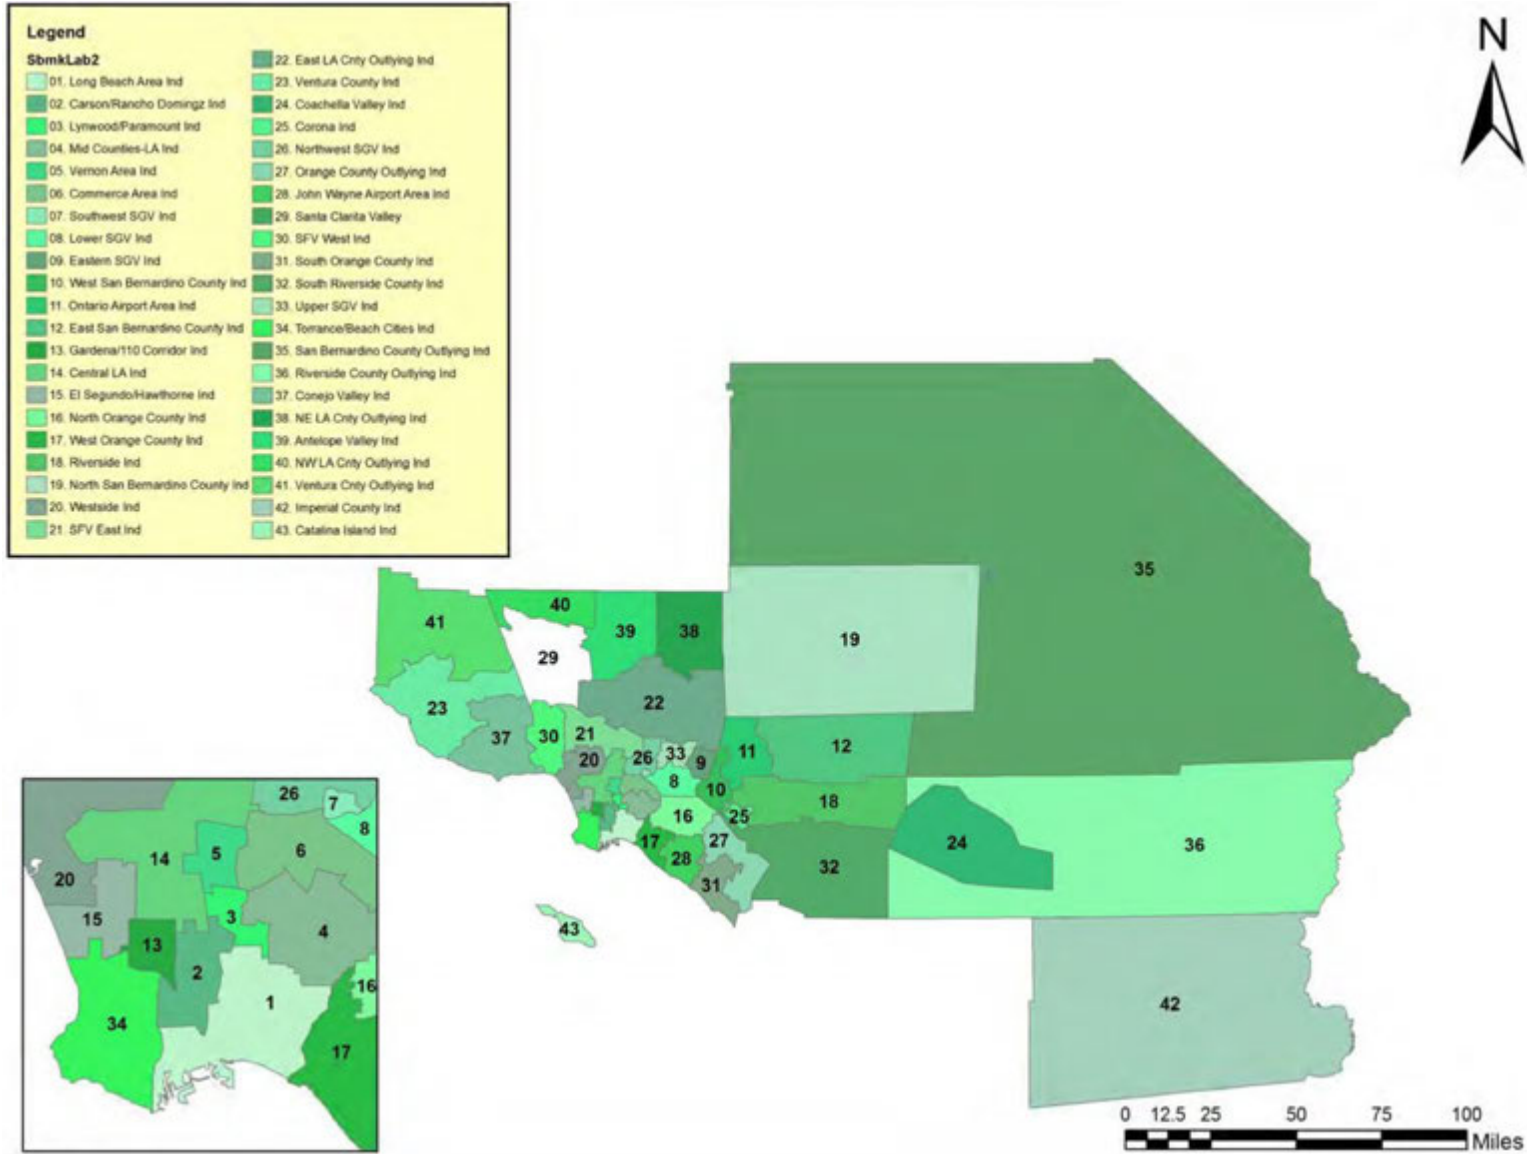 Legend
SbmkLab2
01. Long Beach Area Ind
02. Carson/Rancho Domingz Ind
03. Lynwood/Paramount Ind
04. Mid Counties-LA Ind
05. Vernon Area Ind
06. Commerce Area Ind
07. Southwest SGV Ind
08. Lower SGV Ind
09. Eastern SGV Ind
10. West San Bernardino County Ind
11. Ontario Airport Area Ind
12. East San Bernardino County Ind
13. Gardena/110 Corridor Ind
14. Central LA Ind
15. El Segundo/Hawthorne Ind
16. North Orange County Ind
17. West Orange County Ind
18. Riverside Ind
19. North San Bernardino County Ind
20. Westside Ind
21. SFV East Ind
22. East LA Cnty Outlying Ind
23. Ventura County Ind
24. Coachella Valley Ind
25. Corona Ind
26. Northwest SGV Ind
27. Orange County Outlying Ind
28. John Wayne Airport Area Ind
29. Santa Clarita Valley
30. SFV West Ind
31. South Orange County Ind
32. South Riverside County Ind
33. Upper SGV Ind
34. Torrance/Beach Cities Ind
35. San Bernardino County Outlying Ind
36. Riverside County Outlying Ind
37. Conejo Valley Ind
38. NE LA Cnty Outlying Ind
39. Antelope Valley Ind
40. NW LA Cnty Outlying Ind
41. Ventura Cnty Outlying Ind
42. Imperial County Ind
43. Catalina Island Ind
N
35
40
41
39
38
19
29
22
23
37
30
21
11
12
20
26
33
9
8
10
18
16
25
17
27
24
36
28
32
31
43
42
26
7
8
5
6
14
20
15
3
4
13
2
16
1
34
17
0 12.5 25 50 75 100
Miles